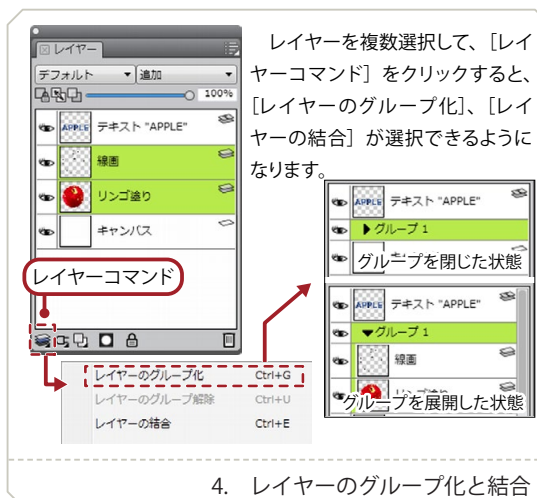 レイヤーを複数選択して、[レイ
ヤーコマンド] をクリックすると、
[レイヤーのグループ化]、[レイ
ヤーの結合] が選択できるように
なります。
レイヤー
デフォルト
追加
100%
APPLE
テキスト "APPLE"
線画
リンゴ塗り
キャンバス
レイヤーコマンド
レイヤーのグループ化 Ctrl+G
レイヤーのグループ解除 Ctrl+U
レイヤーの結合 Ctrl+E
APPLE
テキスト "APPLE"
グループ 1
グループを閉じた状態
APPLE
テキスト "APPLE"
グループ 1
線画
グループを展開した状態
4. レイヤーのグループ化と結合